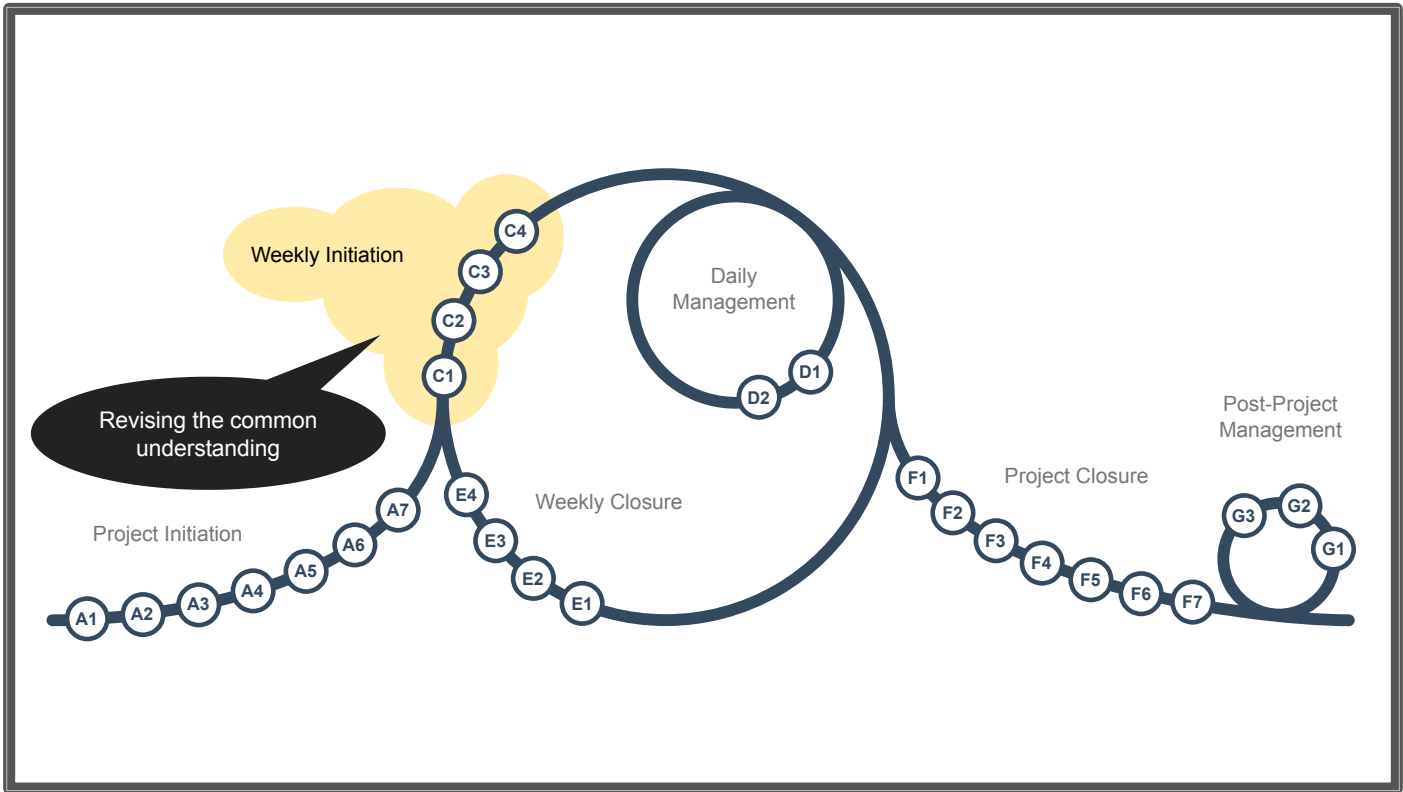 C4
Weekly Initiation
C3
Daily
Management
C2
C1
D1
D2
Revising the common
understanding
Post-Project
Management
Project Closure
F1
E4
Weekly Closure
A7
F2
G3
G2
Project Initiation
A6
E3
F3
G1
A5
E2
F4
F5
A4
A3
E1
F6
F7
A2
A1